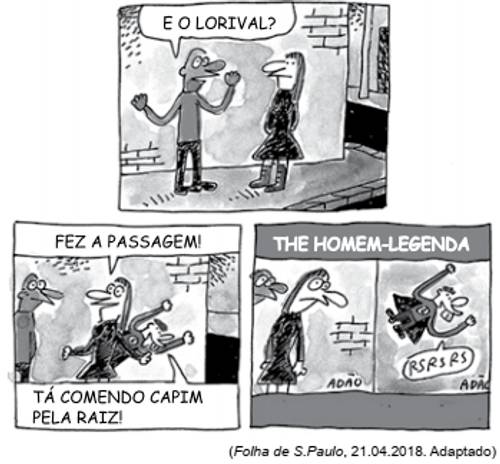 E O LORIVAL?
FEZ A PASSAGEM!
TÁ COMENDO CAPIM
PELA RAIZ!
THE HOMEM-LEGENDA
RSRSRS
ADÃO
ADÃO
(Folha de S.Paulo, 21.04.2018. Adaptado)